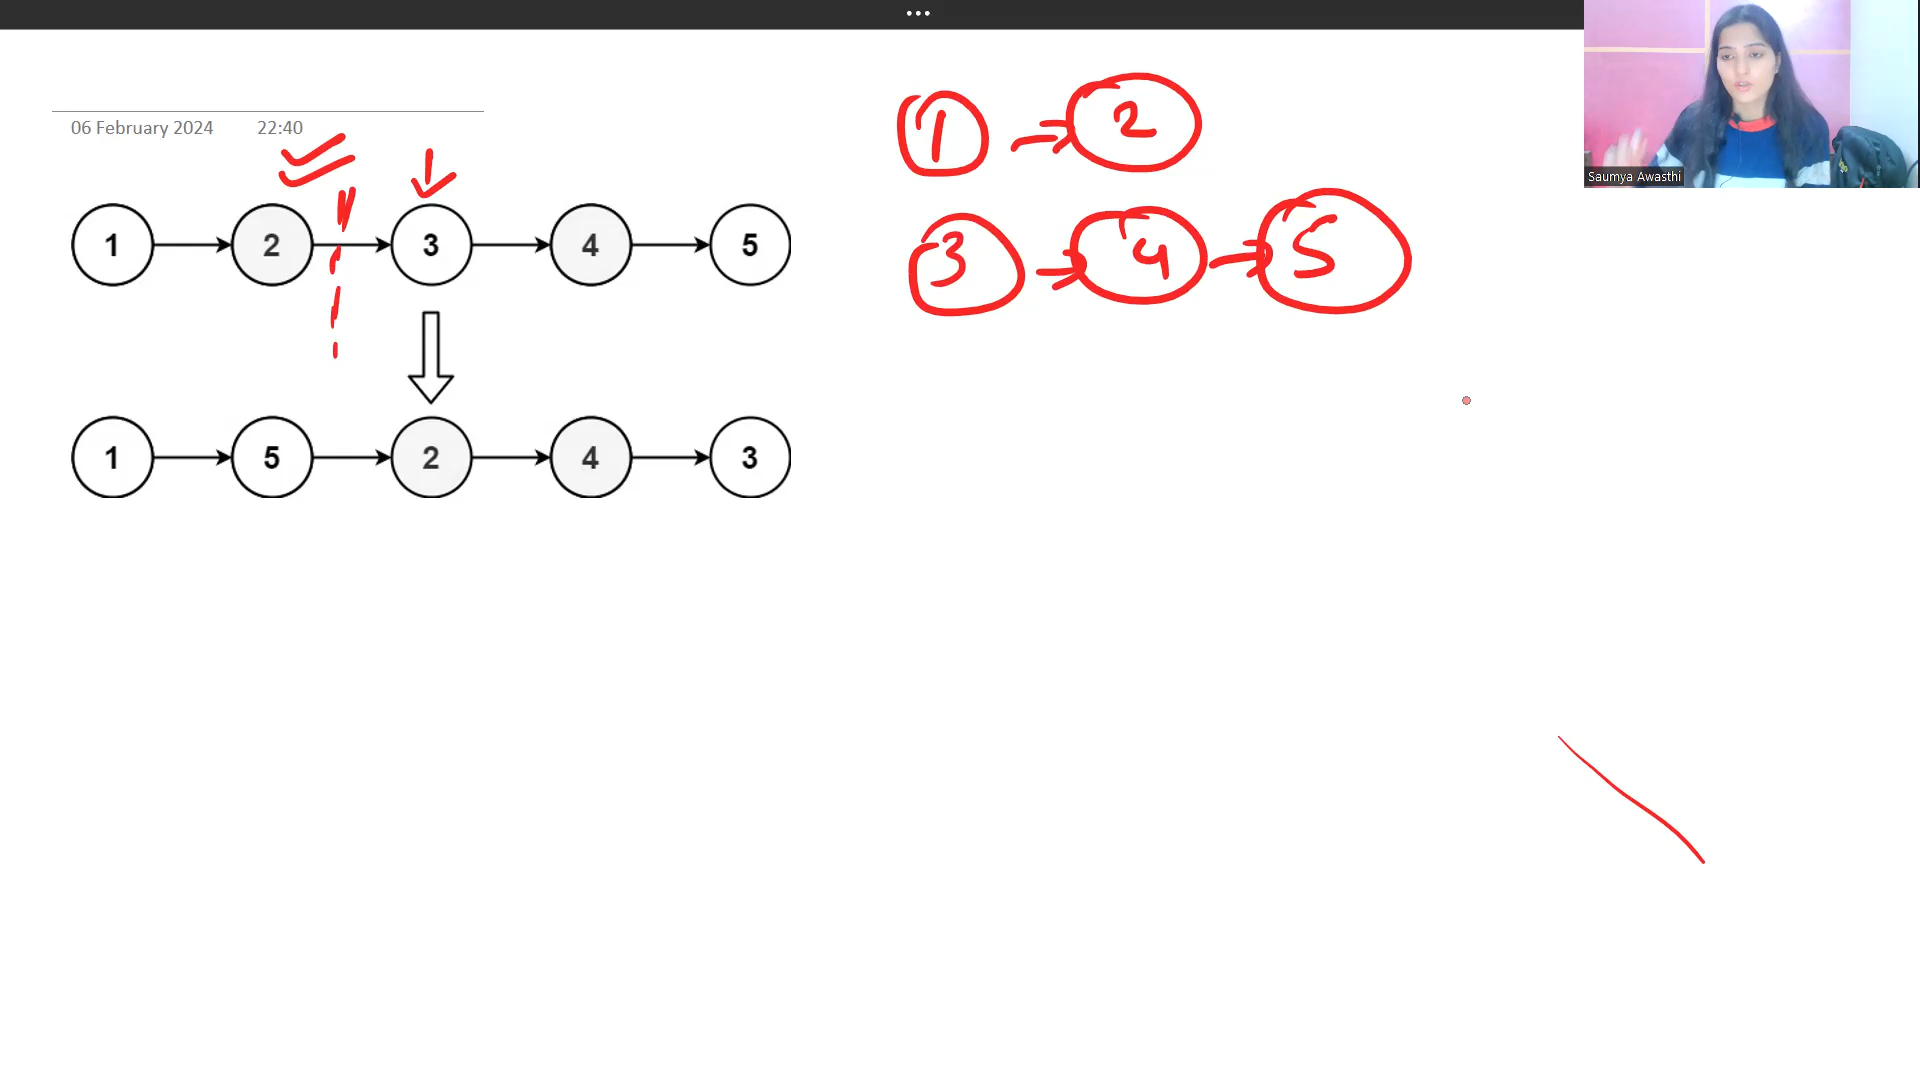 •••
06 February 2024 22:40
1 2 3 4 5
1 5 2 4 3
1 2
3 4 5
Saumya Awasthi